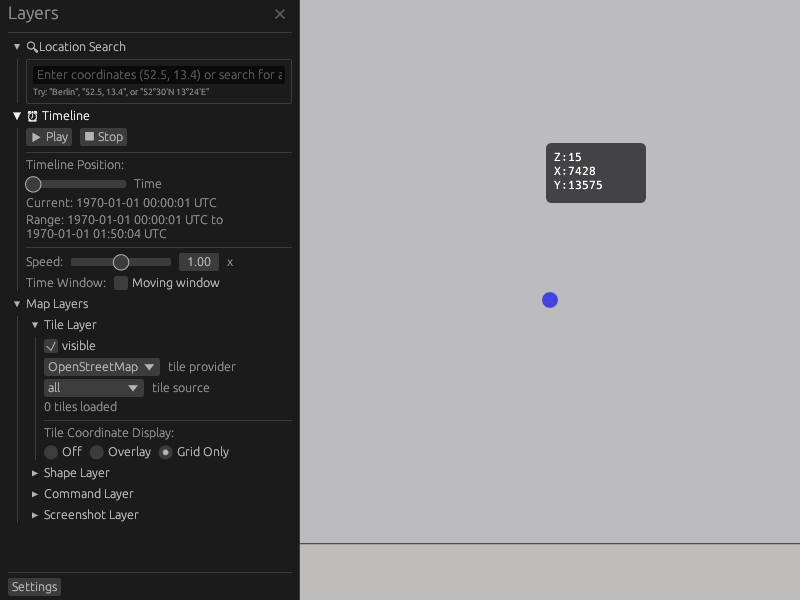 Layers
Location Search
Enter coordinates (52.5, 13.4) or search for a
Try: "Berlin", "52.5, 13.4", or "52°30'N 13°24'E"
Timeline
Play
Stop
Timeline Position:
Time
Current: 1970-01-01 00:00:01 UTC
Range: 1970-01-01 00:00:01 UTC to
1970-01-01 01:50:04 UTC
Speed: 1.00 x
Time Window: Moving window
Map Layers
Tile Layer
visible
OpenStreetMap tile provider
all tile source
0 tiles loaded
Tile Coordinate Display:
Off Overlay Grid Only
Shape Layer
Command Layer
Screenshot Layer
Settings
Z:15
X:7428
Y:13575